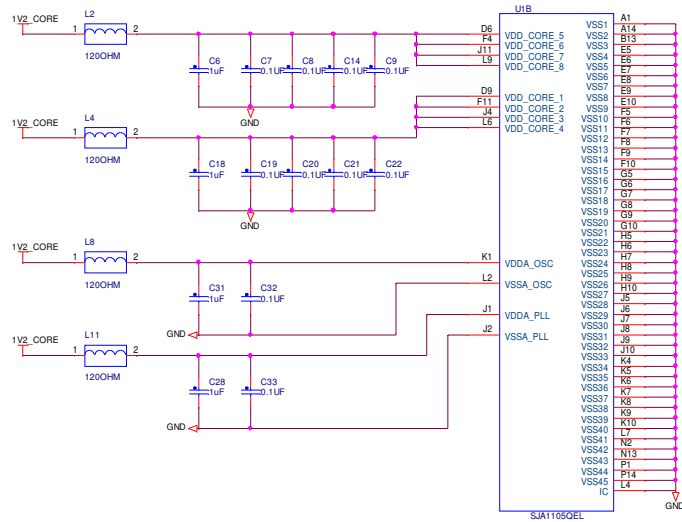 U1B
1V2_CORE L2
1 2
120OHM
C6
1uF
C7
0.1UF
C8
0.1UF
C14
0.1UF
C9
0.1UF
GND
D6 VDD_CORE_5
F4 VDD_CORE_6
J11 VDD_CORE_7
L9 VDD_CORE_8
D9 VDD_CORE_1
F11 VDD_CORE_2
J4 VDD_CORE_3
L6 VDD_CORE_4
1V2_CORE L4
1 2
120OHM
C18
1uF
C19
0.1UF
C20
0.1UF
C21
0.1UF
C22
0.1UF
GND
1V2_CORE L8
1 2
120OHM
C31
1uF
C32
0.1UF
GND
K1 VDDA_OSC
L2 VSSA_OSC
J1 VDDA_PLL
J2 VSSA_PLL
1V2_CORE L11
1 2
120OHM
C28
1uF
C33
0.1UF
GND
VSS1 A1
VSS2 A14
VSS3 B13
VSS4 E5
VSS5 E6
VSS6 E7
VSS7 E8
VSS8 E9
VSS9 E10
VSS10 F5
VSS11 F6
VSS12 F7
VSS13 F8
VSS14 F9
VSS15 F10
VSS16 G5
VSS17 G6
VSS18 G7
VSS19 G8
VSS20 G9
VSS21 G10
VSS22 H5
VSS23 H6
VSS24 H7
VSS25 H8
VSS26 H9
VSS27 H10
VSS28 J5
VSS29 J6
VSS30 J7
VSS31 J8
VSS32 J9
VSS33 J10
VSS34 K4
VSS35 K5
VSS36 K6
VSS37 K7
VSS38 K8
VSS39 K9
VSS40 K10
VSS41 L7
VSS42 N2
VSS43 N13
VSS44 P1
VSS45 P14
IC L4
GND
SJA1105QEL